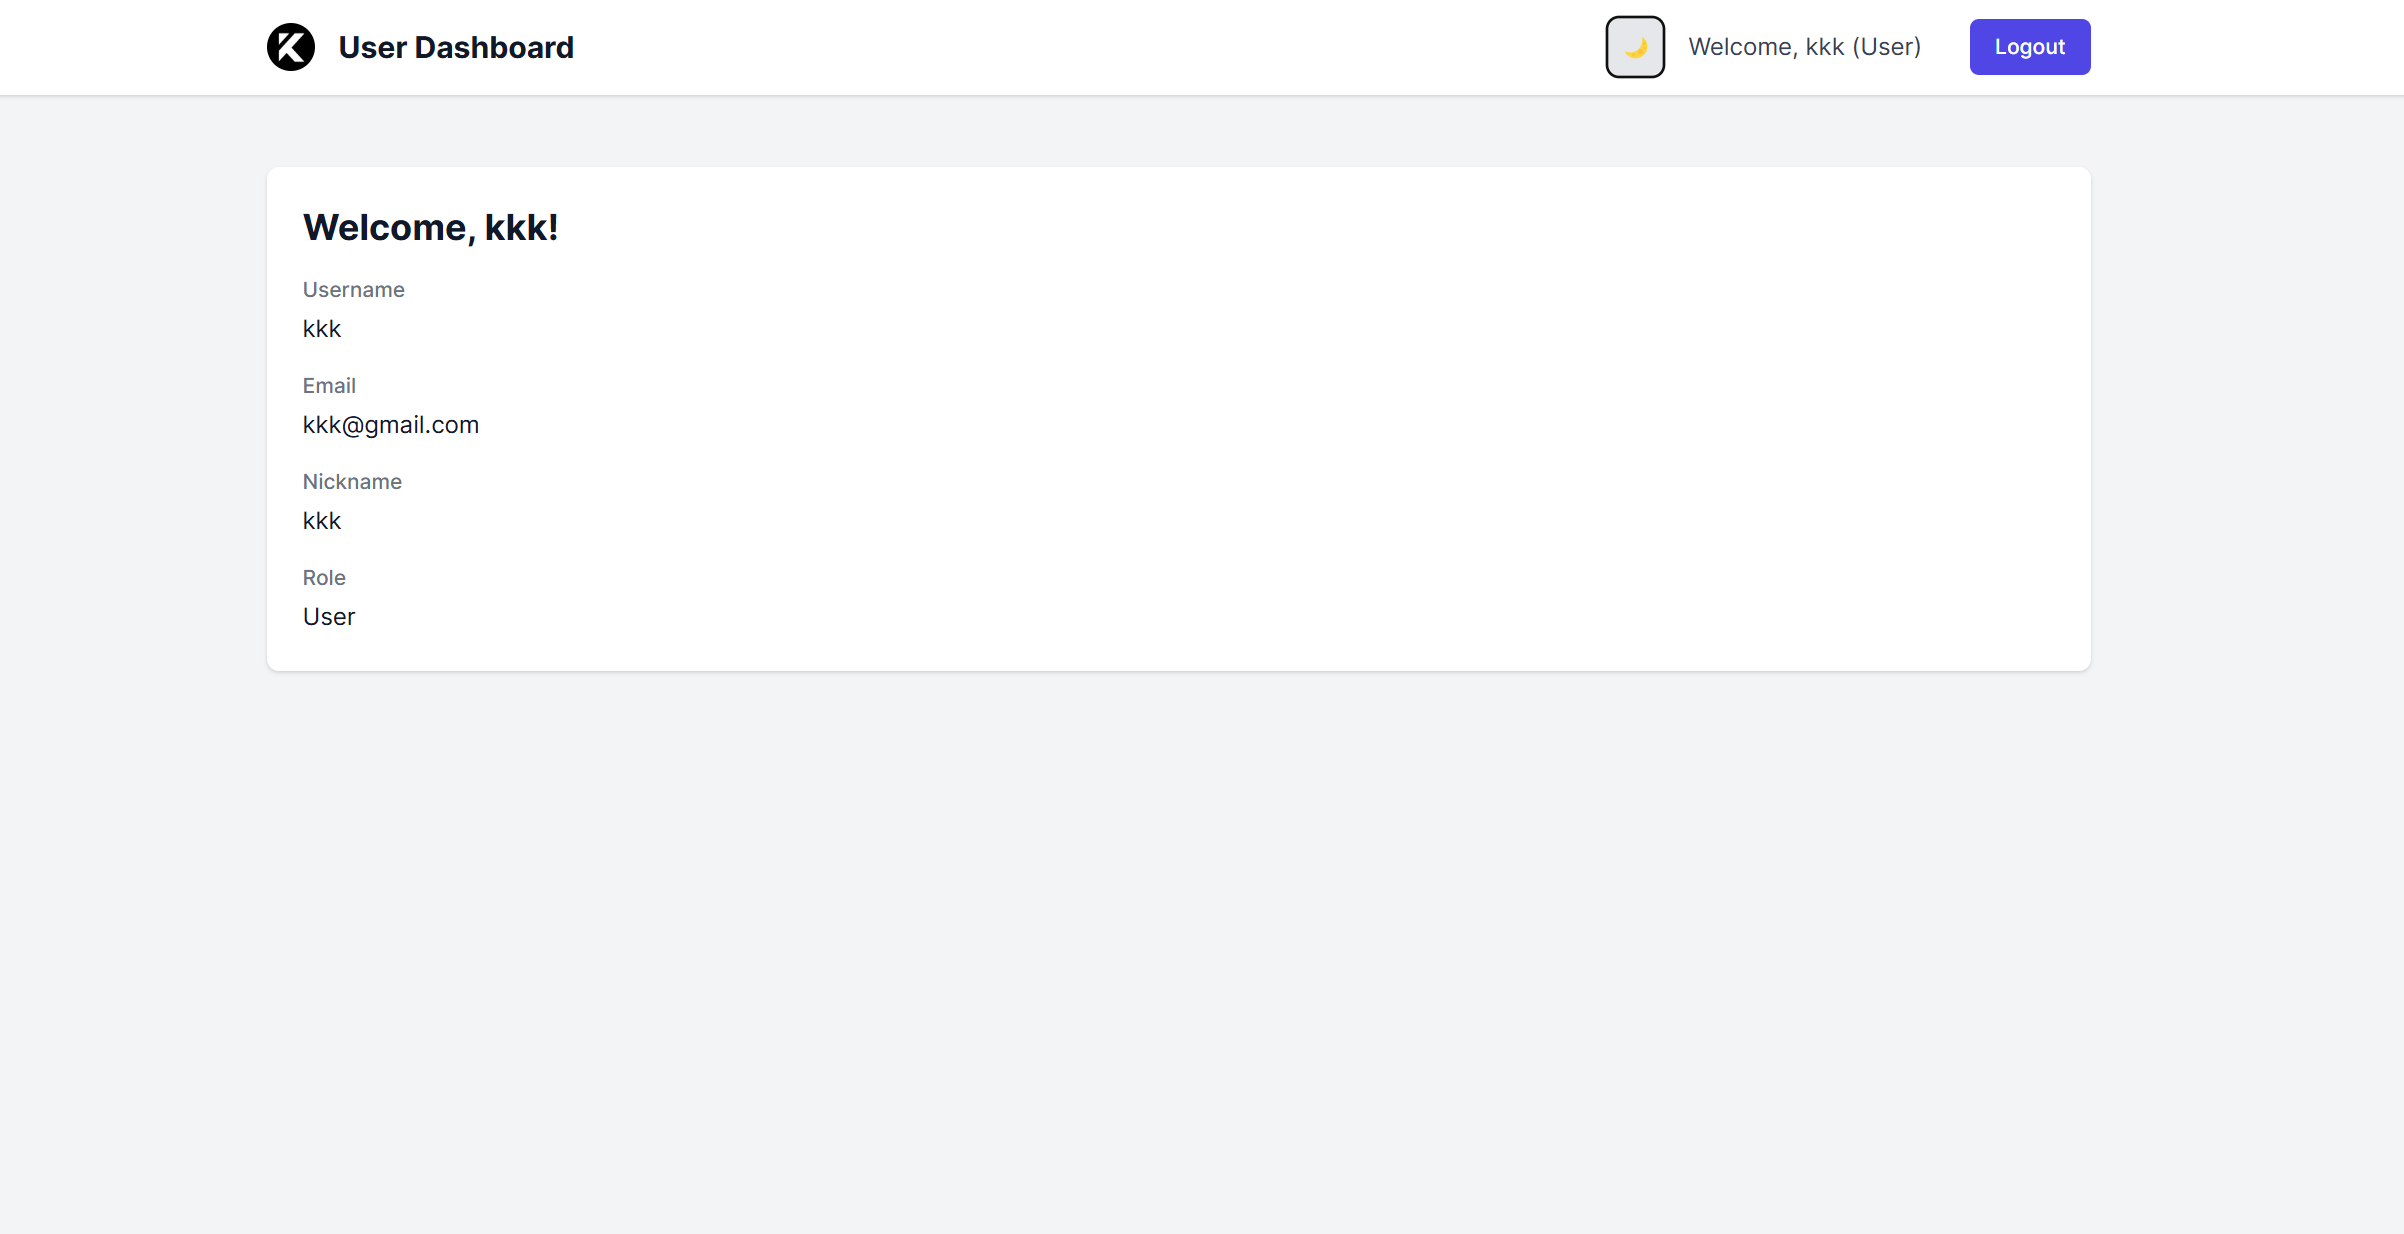 User Dashboard
Welcome, kkk (User)
Logout
Welcome, kkk!
Username
kkk
Email
kkk@gmail.com
Nickname
kkk
Role
User